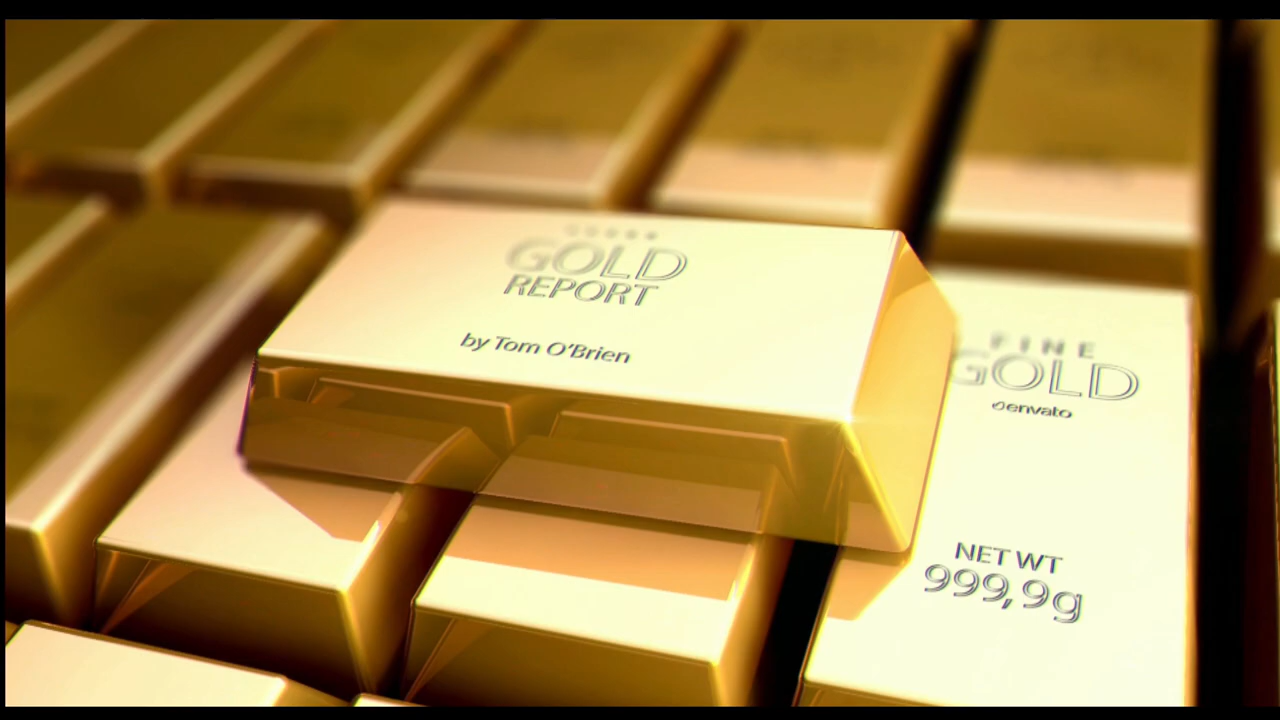 GOLD
REPORT
by Tom O'Brien
FINE
GOLD
envato
NET WT
999,9g